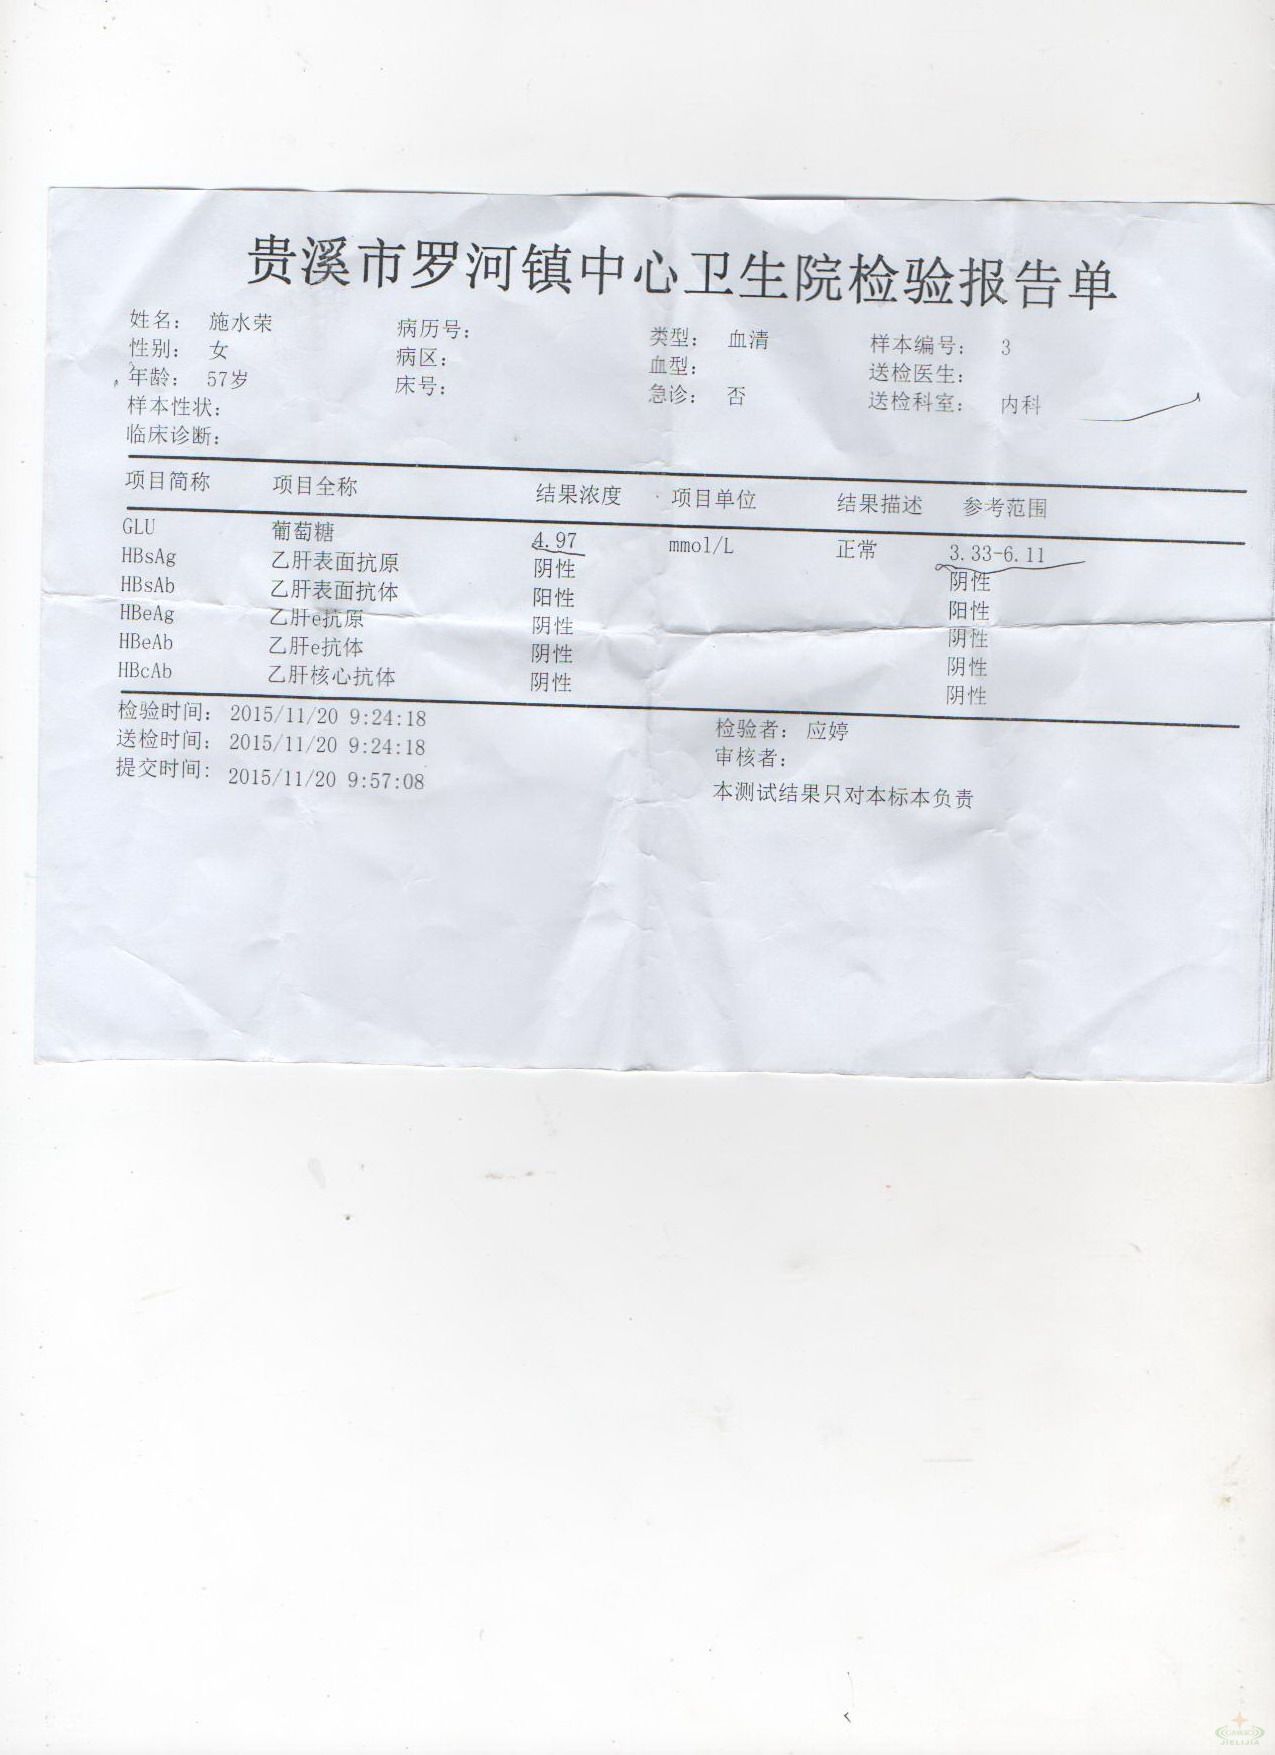 贵溪市罗河镇中心卫生院检验报告单
姓名： 施水荣 病历号： 类型： 血清 样本编号： 3
性别： 女 病区： 血型： 送检医生：
年龄： 57岁 床号： 急诊： 否 送检科室： 内科
样本性状：
临床诊断：
项目简称 项目全称 结果浓度 项目单位 结果描述 参考范围
GLU 葡萄糖 4.97 mmol/L 正常 3.33-6.11
HBsAg 乙肝表面抗原 阴性 阴性
HBsAb 乙肝表面抗体 阳性 阳性
HBeAg 乙肝e抗原 阴性 阴性
HBeAb 乙肝e抗体 阴性 阴性
HBcAb 乙肝核心抗体 阴性 阴性
检验时间： 2015/11/20 9:24:18 检验者： 应婷
送检时间： 2015/11/20 9:24:18 审核者：
提交时间： 2015/11/20 9:57:08 本测试结果只对本标本负责
JIELIJIA